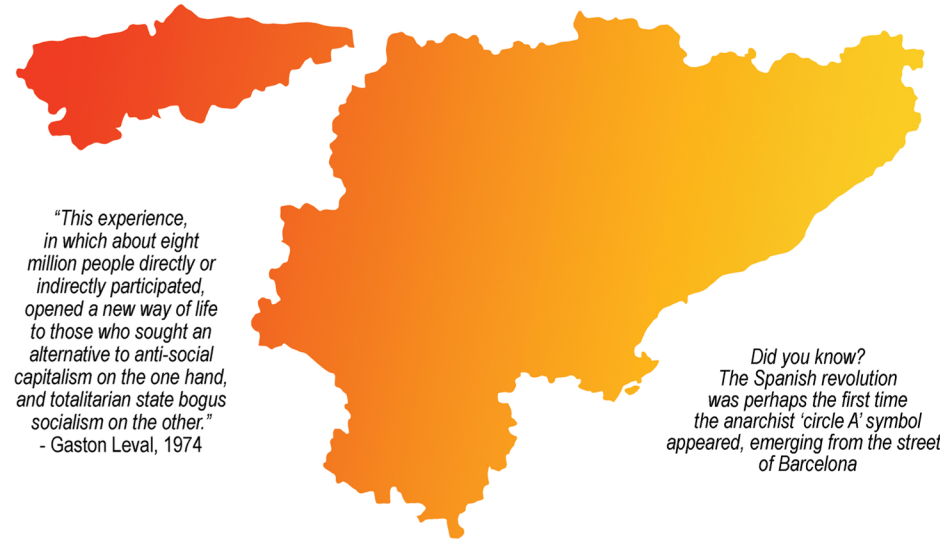 “This experience,
in which about eight
million people directly or
indirectly participated,
opened a new way of life
to those who sought an
alternative to anti-social
capitalism on the one hand,
and totalitarian state bogus
socialism on the other.”
- Gaston Leval, 1974
Did you know?
The Spanish revolution
was perhaps the first time
the anarchist ‘circle A’ symbol
appeared, emerging from the street
of Barcelona